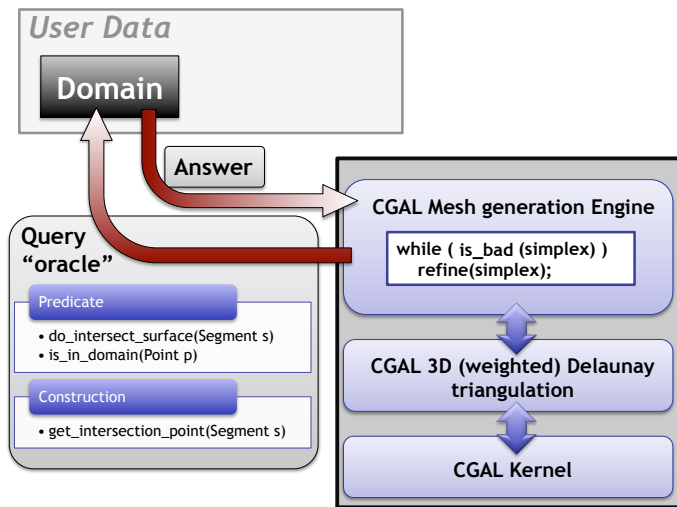 User Data
Domain
Answer
Query
“oracle”
Predicate
• do_intersect_surface(Segment s)
• is_in_domain(Point p)
Construction
• get_intersection_point(Segment s)
CGAL Mesh generation Engine
while ( is_bad (simplex) )
refine(simplex);
CGAL 3D (weighted) Delaunay
triangulation
CGAL Kernel